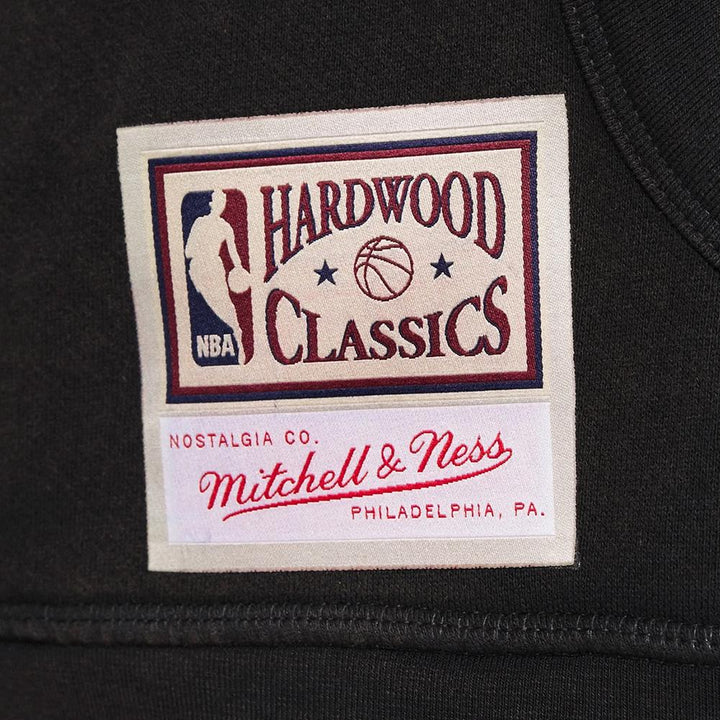 HARDWOOD
CLASSICS
NBA
NOSTALGIA CO.
Mitchell & Ness
PHILADELPHIA, PA.